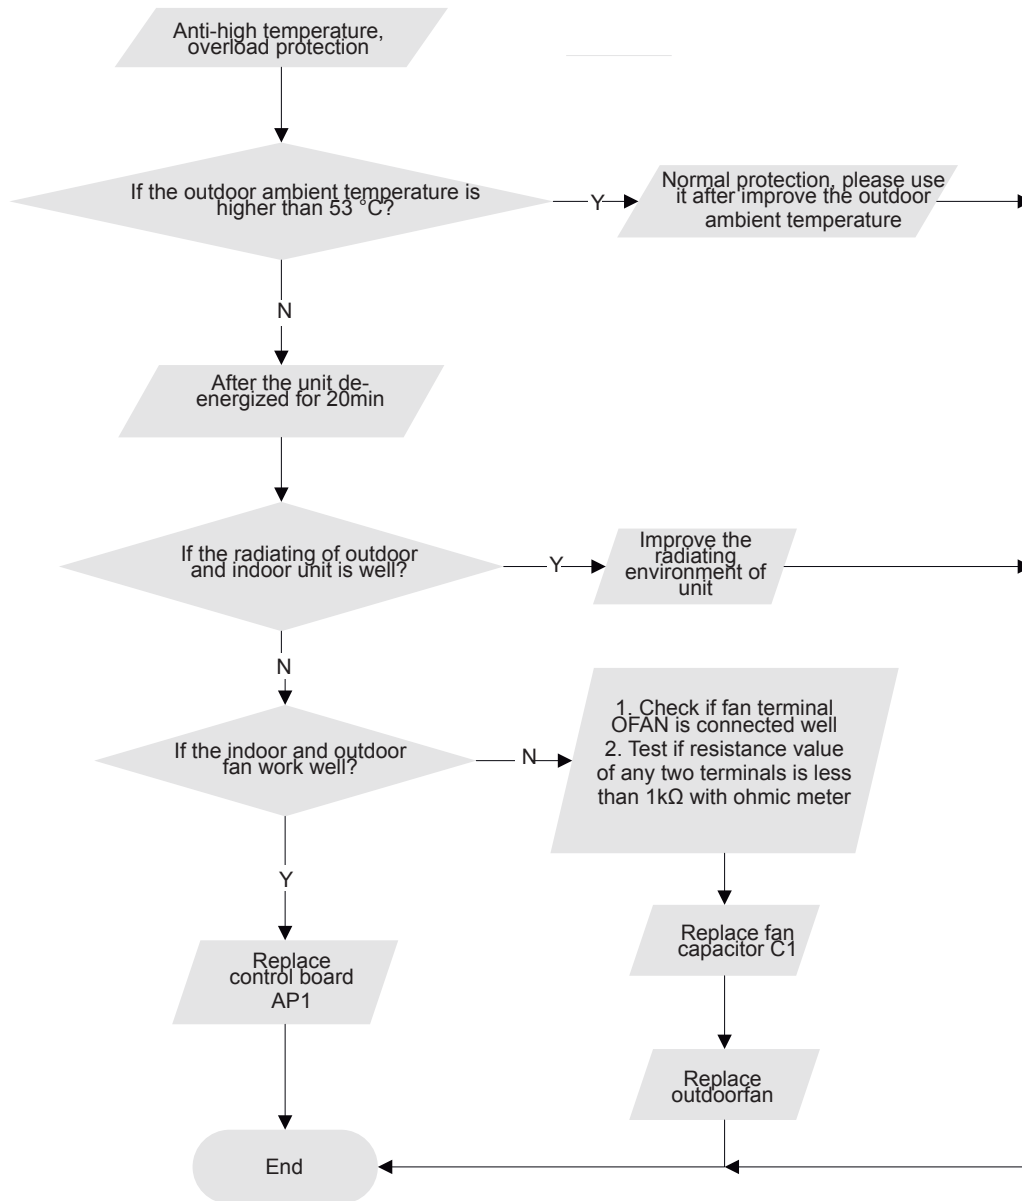 Anti-high temperature,
overload protection
If the outdoor ambient temperature is
higher than 53 °C?
Y
Normal protection, please use
it after improve the outdoor
ambient temperature
N
After the unit de-
energized for 20min
If the radiating of outdoor
and indoor unit is well?
Y
Improve the
radiating
environment of
unit
N
If the indoor and outdoor
fan work well?
N
1. Check if fan terminal
OFAN is connected well
2. Test if resistance value
of any two terminals is less
than 1kΩ with ohmic meter
Y
Replace fan
capacitor C1
Replace
control board
AP1
Replace
outdoorfan
End